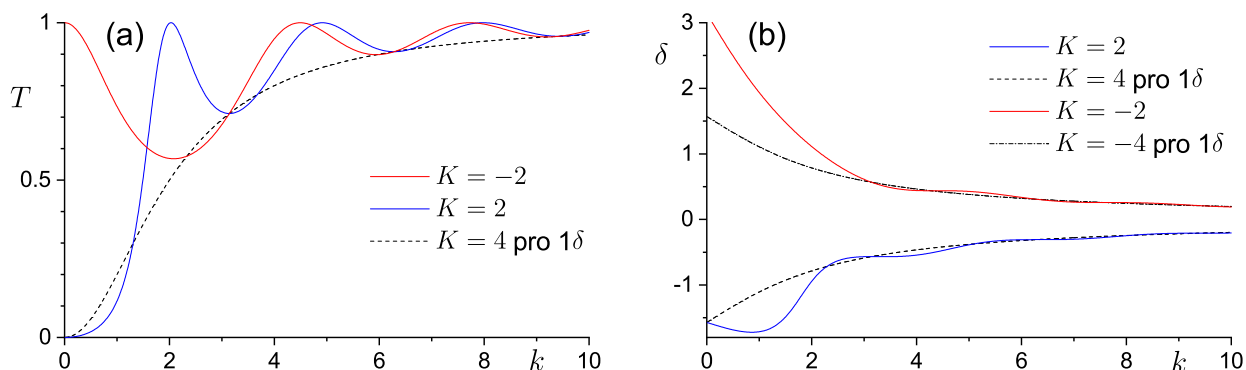 (a)
T
1
0.5
0
K = −2
K = 2
K = 4 pro 1δ
0 2 4 6 8 10
k
(b)
δ
3
2
1
0
-1
K = 2
K = 4 pro 1δ
K = −2
K = −4 pro 1δ
0 2 4 6 8 10
k